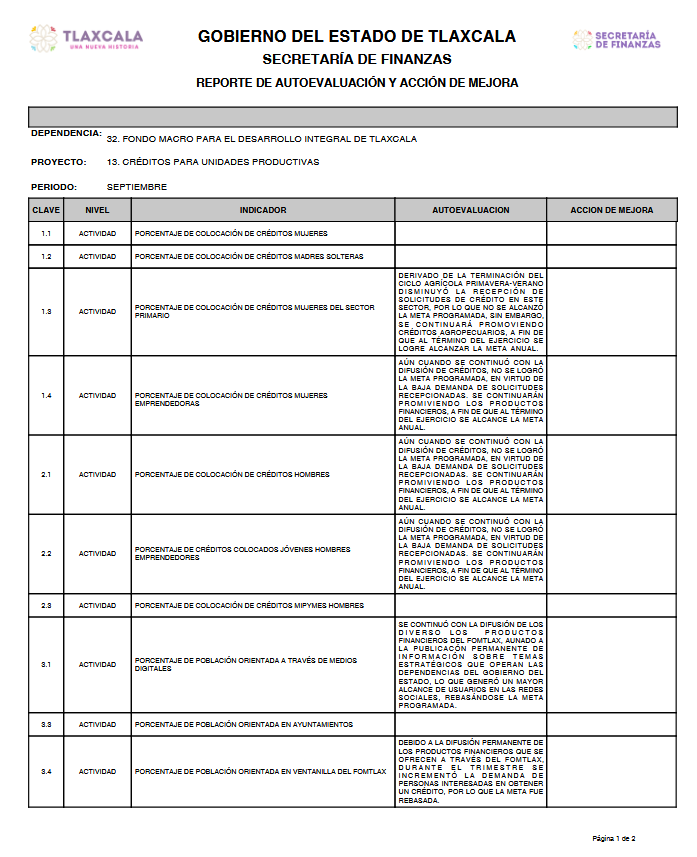 TLAXCALA
UNA NUEVA HISTORIA
GOBIERNO DEL ESTADO DE TLAXCALA
SECRETARÍA DE FINANZAS
REPORTE DE AUTOEVALUACIÓN Y ACCIÓN DE MEJORA
SECRETARÍA
DE FINANZAS
DEPENDENCIA: 32. FONDO MACRO PARA EL DESARROLLO INTEGRAL DE TLAXCALA
PROYECTO: 13. CRÉDITOS PARA UNIDADES PRODUCTIVAS
PERIODO: SEPTIEMBRE
CLAVE NIVEL INDICADOR AUTOEVALUACION ACCION DE MEJORA
1.1 ACTIVIDAD PORCENTAJE DE COLOCACIÓN DE CRÉDITOS MUJERES
1.2 ACTIVIDAD PORCENTAJE DE COLOCACIÓN DE CRÉDITOS MADRES SOLTERAS
1.3 ACTIVIDAD PORCENTAJE DE COLOCACIÓN DE CRÉDITOS MUJERES DEL SECTOR
PRIMARIO
DERIVADO DE LA TERMINACIÓN DEL
CICLO AGRÍCOLA PRIMAVERA-VERANO
DISMINUYÓ LA RECEPCIÓN DE
SOLICITUDES DE CRÉDITO EN ESTE
SECTOR, POR LO QUE NO SE ALCANZÓ
LA META PROGRAMADA, SIN EMBARGO,
SE CONTINUARÁ PROMOVIENDO
CRÉDITOS AGROPECUARIOS, A FIN DE
QUE AL TÉRMINO DEL EJERCICIO SE
LOGRE ALCANZAR LA META ANUAL.
1.4 ACTIVIDAD PORCENTAJE DE COLOCACIÓN DE CRÉDITOS MUJERES
EMPRENDEDORAS
AÚN CUANDO SE CONTINUÓ CON LA
DIFUSIÓN DE CRÉDITOS, NO SE LOGRÓ
LA META PROGRAMADA, EN VIRTUD DE
LA BAJA DEMANDA DE SOLICITUDES
RECEPCIONADAS. SE CONTINUARÁN
PROMIVIENDO LOS PRODUCTOS
FINANCIEROS, A FIN DE QUE AL TÉRMINO
DEL EJERCICIO SE ALCANCE LA META
ANUAL.
2.1 ACTIVIDAD PORCENTAJE DE COLOCACIÓN DE CRÉDITOS HOMBRES
AÚN CUANDO SE CONTINUÓ CON LA
DIFUSIÓN DE CRÉDITOS, NO SE LOGRÓ
LA META PROGRAMADA, EN VIRTUD DE
LA BAJA DEMANDA DE SOLICITUDES
RECEPCIONADAS. SE CONTINUARÁN
PROMIVIENDO LOS PRODUCTOS
FINANCIEROS, A FIN DE QUE AL TÉRMINO
DEL EJERCICIO SE ALCANCE LA META
ANUAL.
2.2 ACTIVIDAD PORCENTAJE DE CRÉDITOS COLOCADOS JÓVENES HOMBRES
EMPRENDEDORES
AÚN CUANDO SE CONTINUÓ CON LA
DIFUSIÓN DE CRÉDITOS, NO SE LOGRÓ
LA META PROGRAMADA, EN VIRTUD DE
LA BAJA DEMANDA DE SOLICITUDES
RECEPCIONADAS. SE CONTINUARÁN
PROMIVIENDO LOS PRODUCTOS
FINANCIEROS, A FIN DE QUE AL TÉRMINO
DEL EJERCICIO SE ALCANCE LA META
ANUAL.
2.3 ACTIVIDAD PORCENTAJE DE COLOCACIÓN DE CRÉDITOS MIPYMES HOMBRES
3.1 ACTIVIDAD PORCENTAJE DE POBLACIÓN ORIENTADA A TRAVÉS DE MEDIOS
DIGITALES
SE CONTINUÓ CON LA DIFUSIÓN DE LOS
DIVERSO LOS PRODUCTOS
FINANCIEROS DEL FOMTLAX, AUNADO A
LA PUBLICACÓN PERMANENTE DE
INFORMACIÓN SOBRE TEMAS
ESTRATÉGICOS QUE OPERAN LAS
DEPENDENCIAS DEL GOBIERNO DEL
ESTADO, LO QUE GENERÓ UN MAYOR
ALCANCE DE USUARIOS EN LAS REDES
SOCIALES, REBASÁNDOSE LA META
PROGRAMADA.
3.3 ACTIVIDAD PORCENTAJE DE POBLACIÓN ORIENTADA EN AYUNTAMIENTOS
3.4 ACTIVIDAD PORCENTAJE DE POBLACIÓN ORIENTADA EN VENTANILLA DEL FOMTLAX
DEBIDO A LA DIFUSIÓN PERMANENTE DE
LOS PRODUCTOS FINANCIEROS QUE SE
OFRECEN A TRAVÉS DEL FOMTLAX,
DURANTE EL TRIMESTRE SE
INCREMENTÓ LA DEMANDA DE
PERSONAS INTERESADAS EN OBTENER
UN CRÉDITO, POR LO QUE LA META FUE
REBASADA.
Página 1 de 2